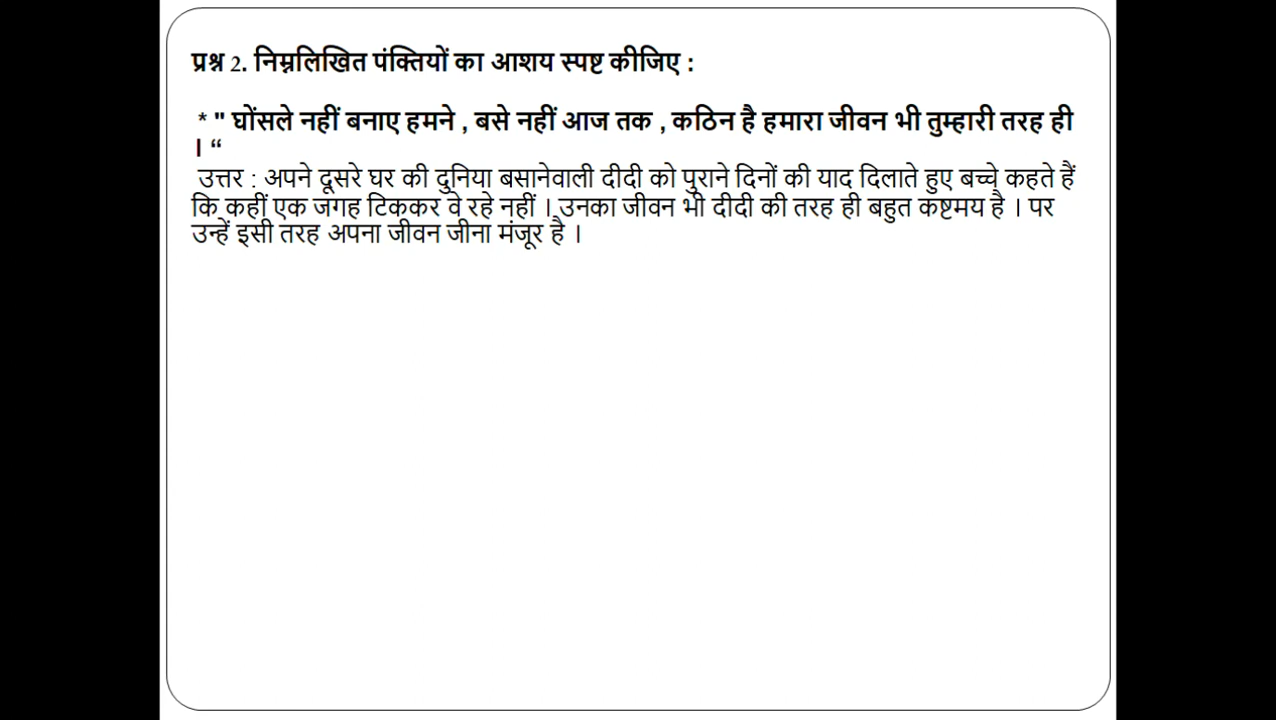 प्रश्न 2. निम्नलिखित पंक्तियों का आशय स्पष्ट कीजिए :
* " घोंसले नहीं बनाए हमने , बसे नहीं आज तक , कठिन है हमारा जीवन भी तुम्हारी तरह ही
। “
उत्तर : अपने दूसरे घर की दुनिया बसानेवाली दीदी को पुराने दिनों की याद दिलाते हुए बच्चे कहते हैं
कि कहीं एक जगह टिककर वे रहे नहीं । उनका जीवन भी दीदी की तरह ही बहुत कष्टमय है । पर
उन्हें इसी तरह अपना जीवन जीना मंजूर है ।